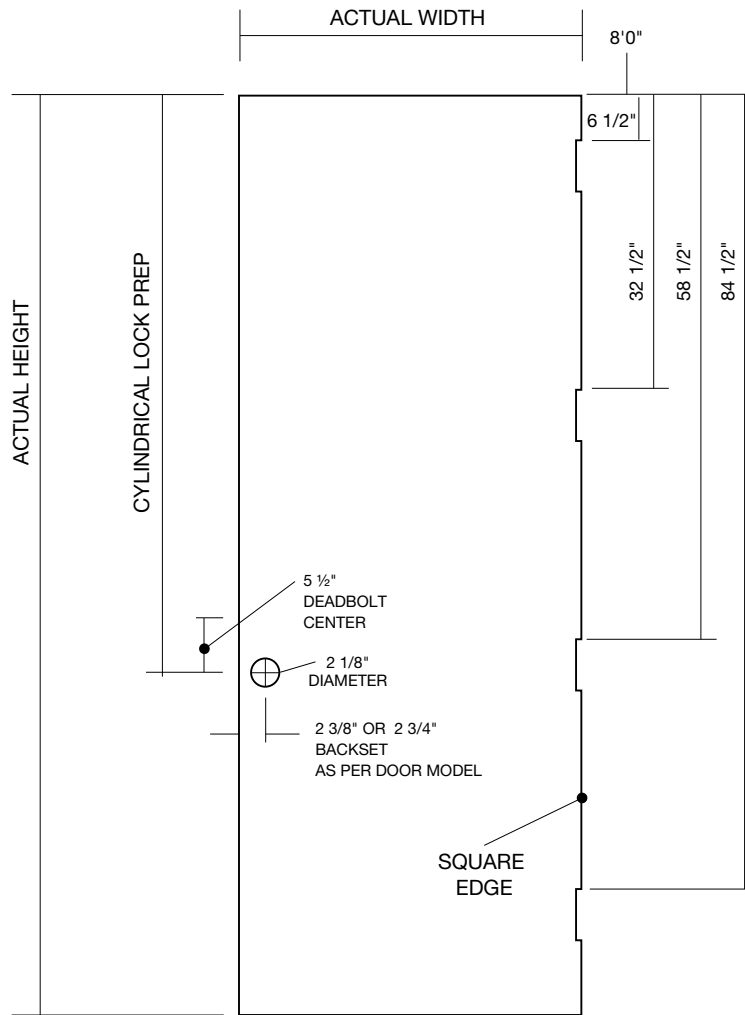 ACTUAL WIDTH
8'0"
6 1/2"
32 1/2"
58 1/2"
84 1/2"
ACTUAL HEIGHT
CYLINDRICAL LOCK PREP
5 ½"
DEADBOLT
CENTER
2 1/8"
DIAMETER
2 3/8" OR 2 3/4"
BACKSET
AS PER DOOR MODEL
SQUARE
EDGE